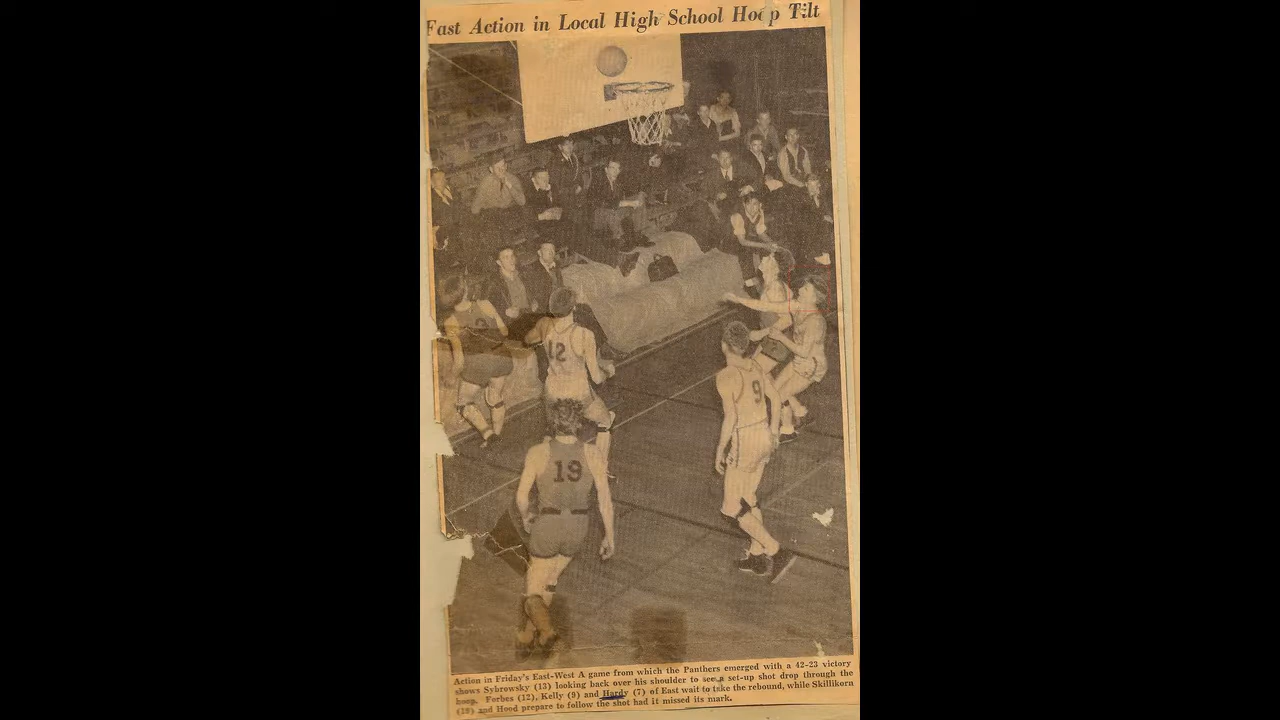 Fast Action in Local High School Hoop Tilt
12
19
9
Action in Friday's East-West A game from which the Panthers emerged with a 42-23 victory
shows Sybrowsky (13) looking back over his shoulder to see a set-up shot drop through the
hoop. Forbes (12), Kelly (9) and Hardy (7) of East wait to take the rebound, while Skillikorn
(19) and Hood prepare to follow the shot had it missed its mark.